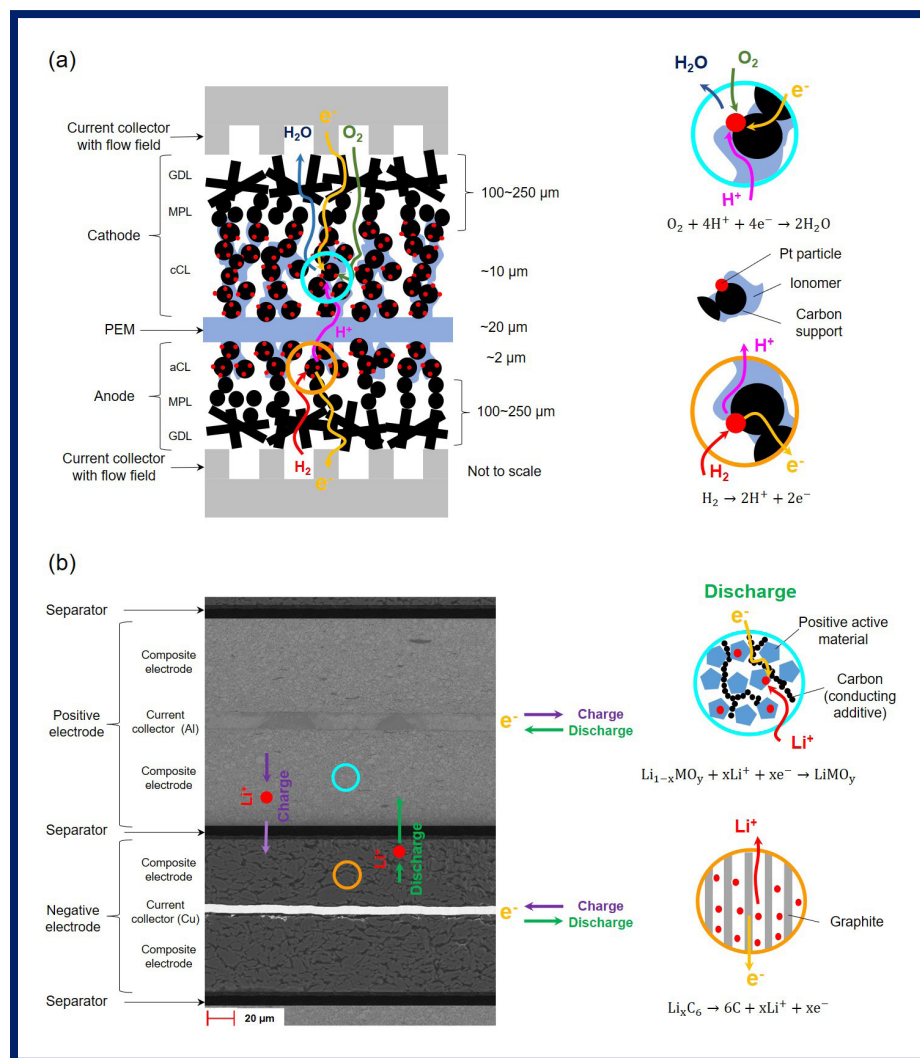 (a)
Current collector
with flow field
Cathode
GDL
MPL
cCL
PEM
aCL
Anode
MPL
GDL
Current collector
with flow field
e-
H2O
O2
H+
H2
e-
100~250 µm
~10 µm
~20 µm
~2 µm
100~250 µm
Not to scale
H2O
O2
e-
H+
O2 + 4H+ + 4e- → 2H2O
Pt particle
Ionomer
Carbon
support
H+
H2
e-
H2 → 2H+ + 2e-
(b)
Separator
Composite
electrode
Positive
electrode
Current
collector (Al)
Composite
electrode
Separator
Composite
electrode
Negative
electrode
Current
collector (Cu)
Composite
electrode
Separator
Li+
Charge
Li+
Discharge
20 µm
e-
Charge
Discharge
e-
Charge
Discharge
Discharge
e-
Positive active
material
Carbon
(conducting
additive)
Li+
Li1−xMOy + xLi+ + xe− → LiMOy
Li+
Graphite
e-
LixC6 → 6C + xLi+ + xe−